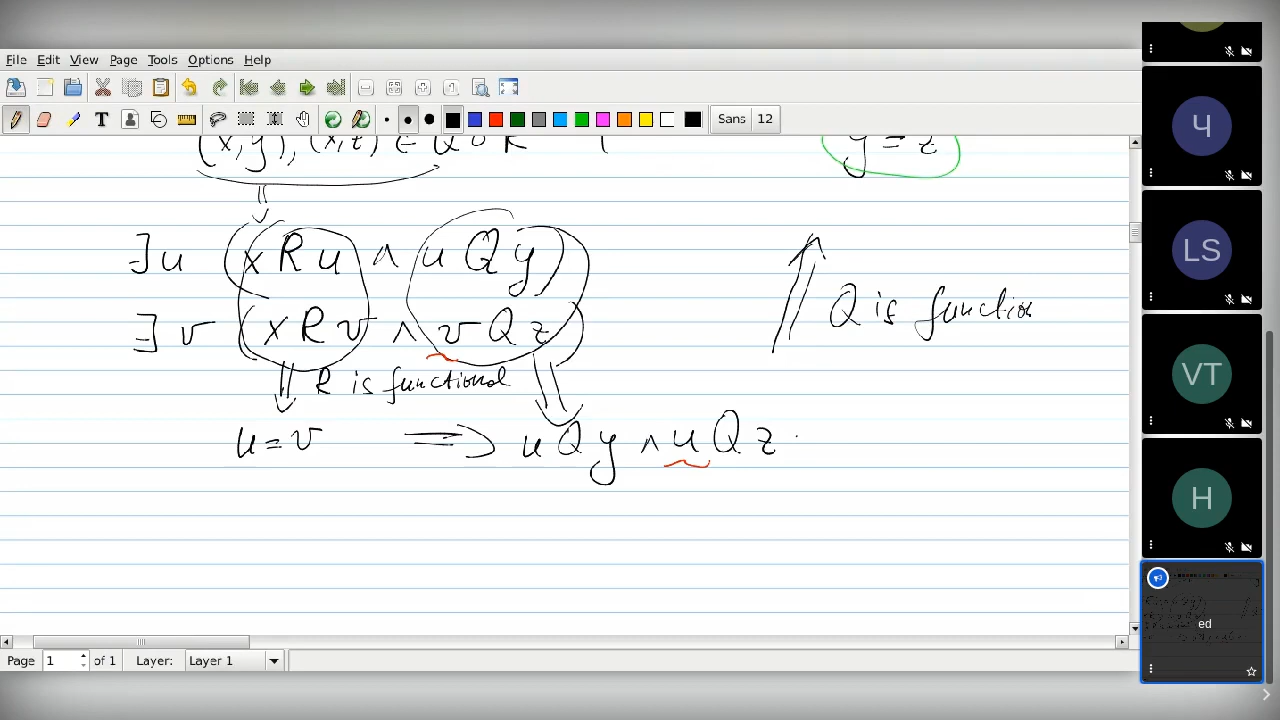 File Edit View Page Tools Options Help
Sans 12
(x,y), (x,z) ∈ Q ∘ R
y = z
∃u (xRu ∧ uQy)
∃v (xRv ∧ vQz)
Q is function
R is functional
u=v ⇒ uQy ∧ uQz
Ч
LS
VT
H
ed
Page 1 of 1 Layer: Layer 1